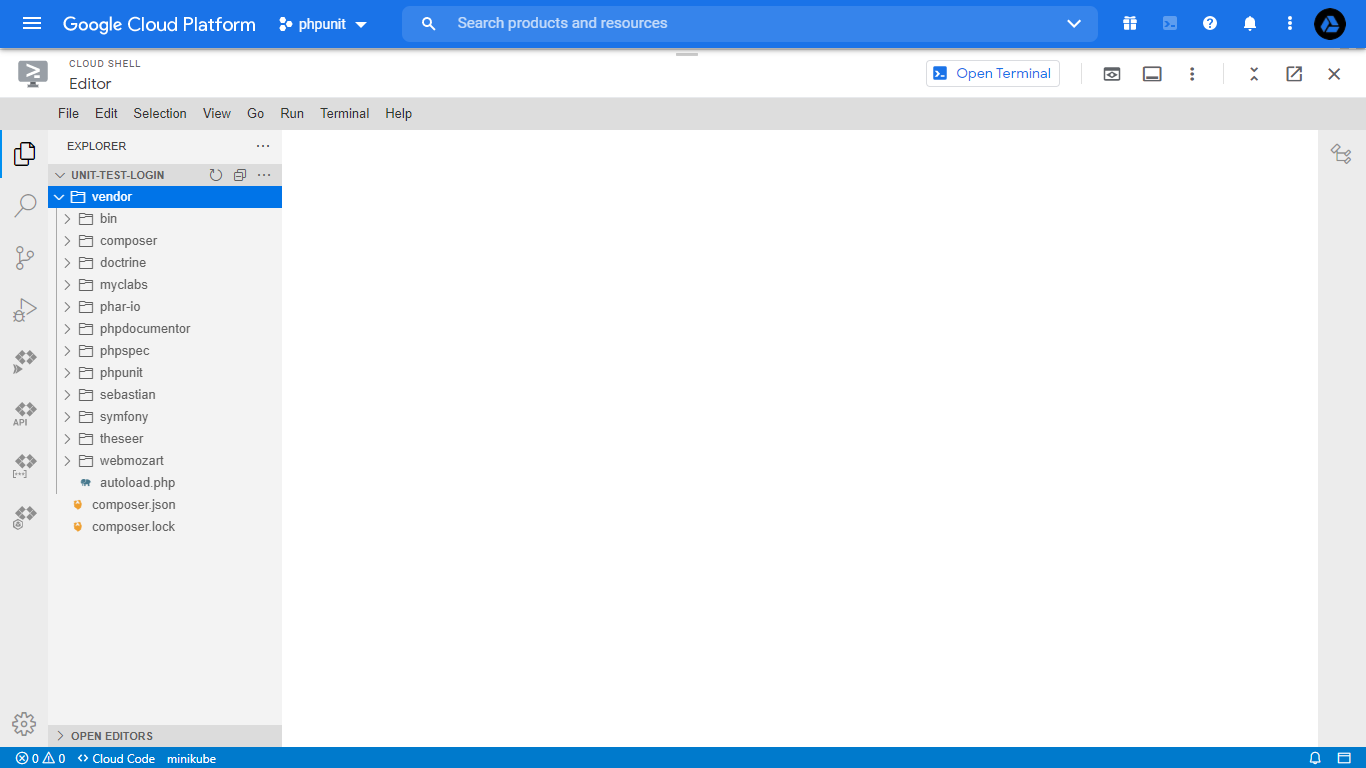 Google Cloud Platform
phpunit
Search products and resources
CLOUD SHELL
Editor
Open Terminal
File Edit Selection View Go Run Terminal Help
EXPLORER
UNIT-TEST-LOGIN
vendor
bin
composer
doctrine
myclabs
phar-io
phpdocumentor
phpspec
phpunit
sebastian
symfony
theseer
webmozart
autoload.php
composer.json
composer.lock
API
OPEN EDITORS
0 0 Cloud Code minikube